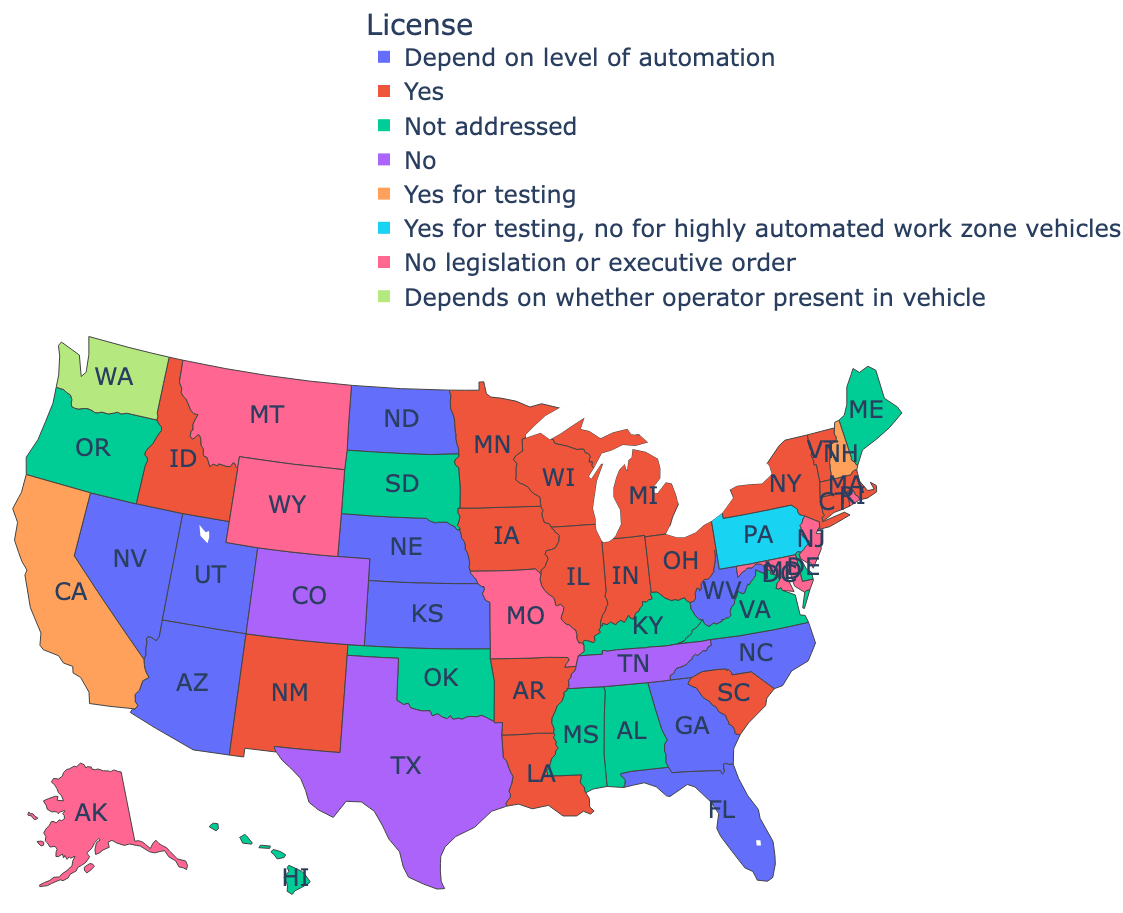 License
Depend on level of automation
Yes
Not addressed
No
Yes for testing
Yes for testing, no for highly automated work zone vehicles
No legislation or executive order
Depends on whether operator present in vehicle
WA
MT
ND
ME
OR
ID
MN
VT
NH
WY
SD
WI
MI
NY
MA
RI
CT
NV
UT
NE
IA
PA
NJ
CA
CO
KS
IL
IN
OH
MD
DC
DE
MO
WV
VA
KY
AZ
NM
OK
AR
TN
NC
SC
TX
LA
MS
AL
GA
FL
AK
HI